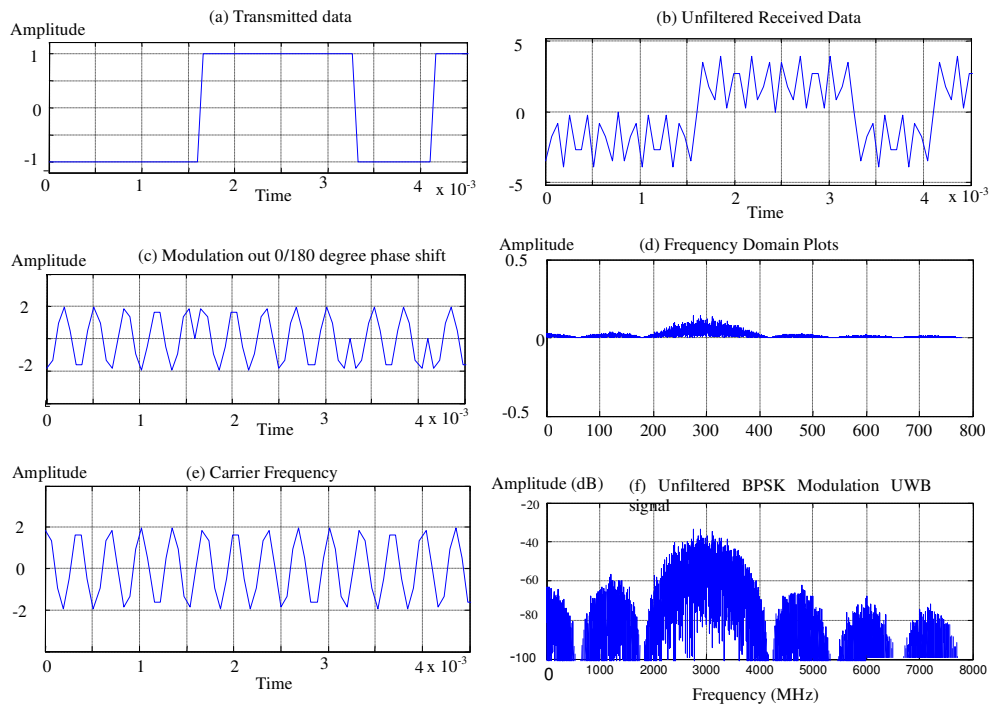 (a) Transmitted data
Amplitude
1
0
-1
0 1 2 3 4
x 10-3
Time
(b) Unfiltered Received Data
5
0
-5
0 1 2 3 4
x 10-3
Time
(c) Modulation out 0/180 degree phase shift
Amplitude
2
0
-2
0 1 2 3 4 x 10-3
Time
Amplitude (d) Frequency Domain Plots
0.5
0
-0.5
0 100 200 300 400 500 600 700 800
Amplitude (e) Carrier Frequency
2
0
-2
0 1 2 3 4 x 10-3
Time
Amplitude (dB) (f) Unfiltered BPSK Modulation UWB
signal
-20
-40
-60
-80
-100
0 1000 2000 3000 4000 5000 6000 7000 8000
Frequency (MHz)